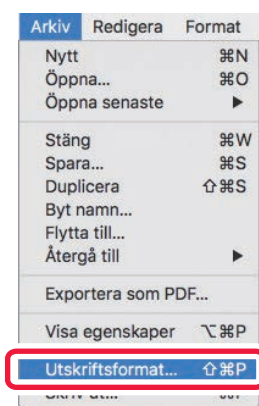 Arkiv Redigera Format
Nytt ⌘N
Öppna... ⌘O
Öppna senaste ▶
Stäng ⌘W
Spara... ⌘S
Duplicera ⇧⌘S
Byt namn...
Flytta till...
Återgå till ▶
Exportera som PDF...
Visa egenskaper ⌥⌘P
Utskriftsformat... ⇧⌘P